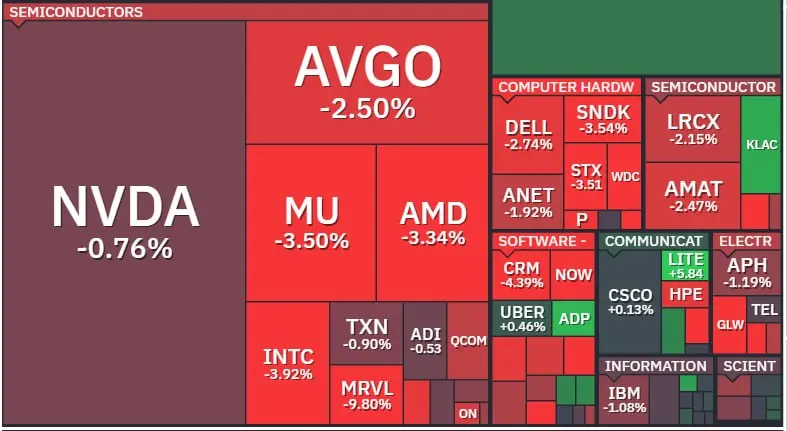 SEMICONDUCTORS
NVDA
-0.76%
AVGO
-2.50%
MU
-3.50%
AMD
-3.34%
INTC
-3.92%
TXN
-0.90%
MRVL
-9.80%
ADI
-0.53
QCOM
ON
COMPUTER HARDW
DELL
-2.74%
ANET
-1.92%
SNDK
-3.54%
STX
-3.51
WDC
P
SEMICONDUCTOR
LRCX
-2.15%
AMAT
-2.47%
KLAC
SOFTWARE -
CRM
-4.39%
NOW
UBER
+0.46%
ADP
COMMUNICAT
CSCO
+0.13%
LITE
+5.84
HPE
ELECTR
APH
-1.19%
GLW
TEL
INFORMATION
IBM
-1.08%
SCIENT